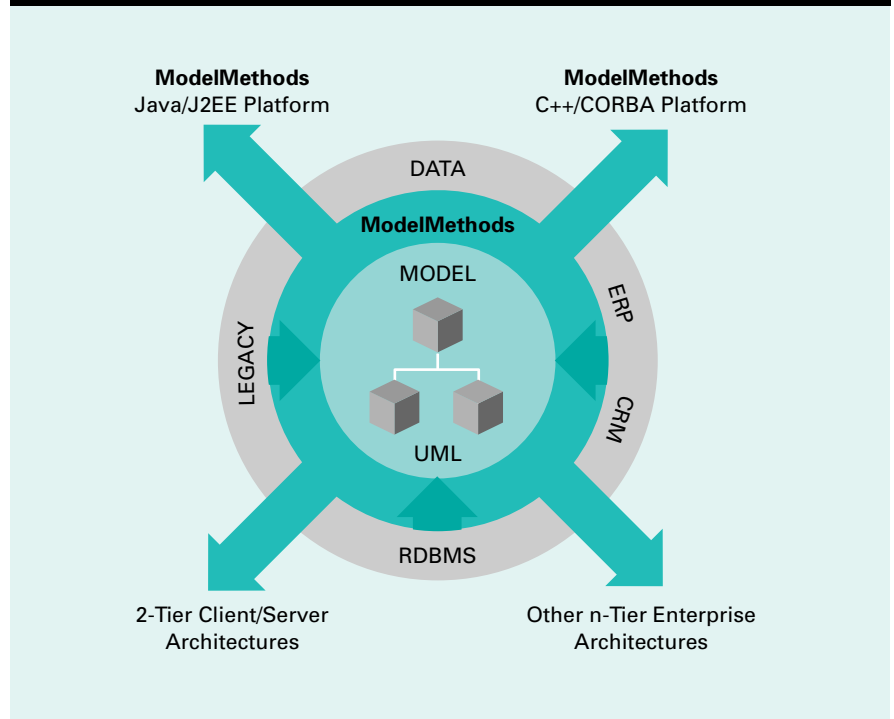 ModelMethods
Java/J2EE Platform
ModelMethods
C++/CORBA Platform
DATA
ModelMethods
MODEL
LEGACY
ERP
CRM
UML
RDBMS
2-Tier Client/Server
Architectures
Other n-Tier Enterprise
Architectures